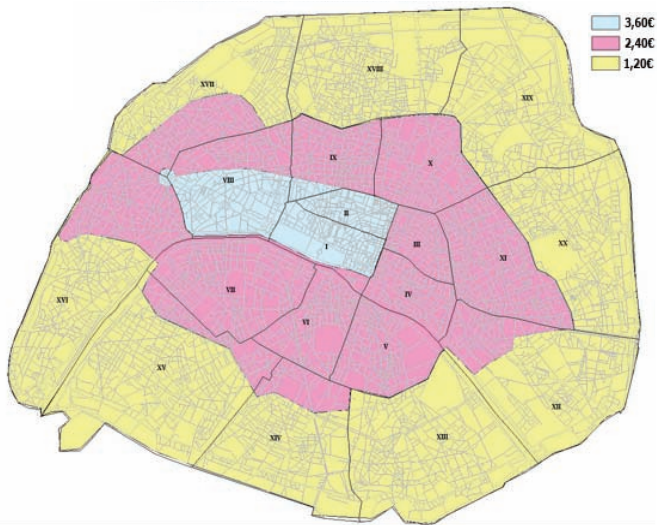 3,60€
2,40€
1,20€
XVIII
XVII
XIX
IX
X
VIII
II
I
III
XX
XI
VII
IV
XVI
VI
V
XV
XII
XIV
XIII